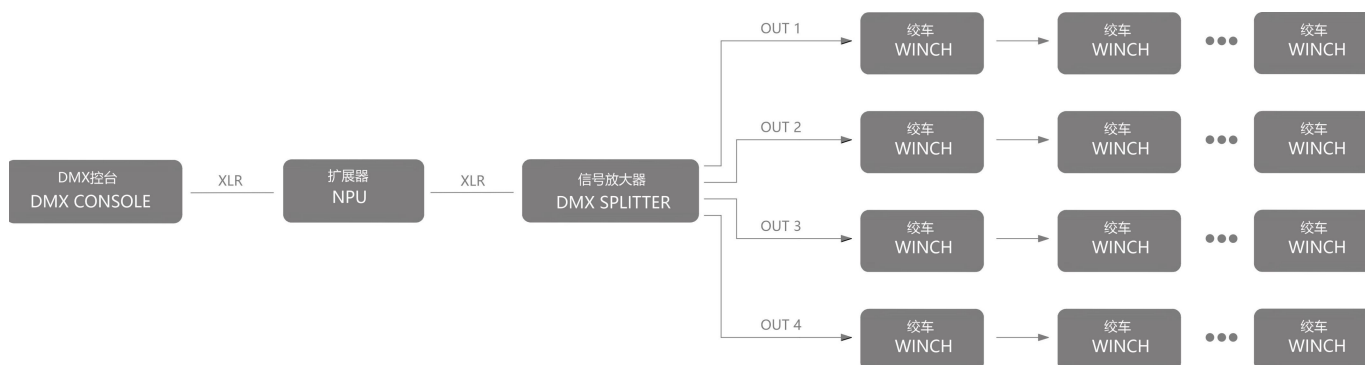 DMX控台
DMX CONSOLE
XLR
扩展器
NPU
XLR
信号放大器
DMX SPLITTER
OUT 1
绞车
WINCH
绞车
WINCH
绞车
WINCH
OUT 2
绞车
WINCH
绞车
WINCH
绞车
WINCH
OUT 3
绞车
WINCH
绞车
WINCH
绞车
WINCH
OUT 4
绞车
WINCH
绞车
WINCH
绞车
WINCH